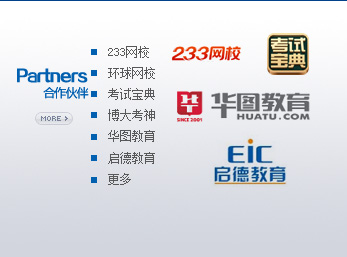 Partners
合作伙伴
MORE
233网校
环球网校
考试宝典
博大考神
华图教育
启德教育
更多
233网校
考试
宝典
SINCE 2001
华图教育
HUATU.COM
EIC
启德教育